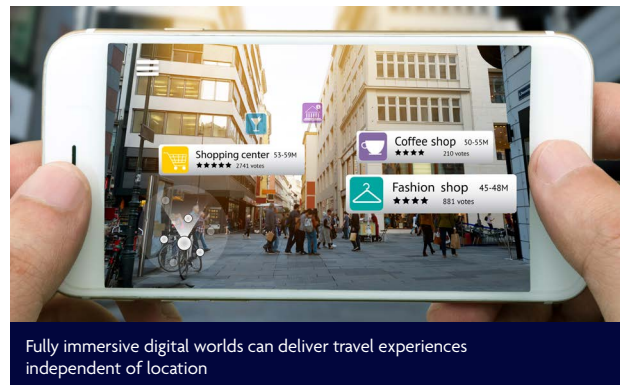 Shopping center 53-59M
★★★★★ 2741 votes
Coffee shop 50-55M
★★★★ 210 votes
Fashion shop 45-48M
★★★★ 881 votes
Fully immersive digital worlds can deliver travel experiences
independent of location